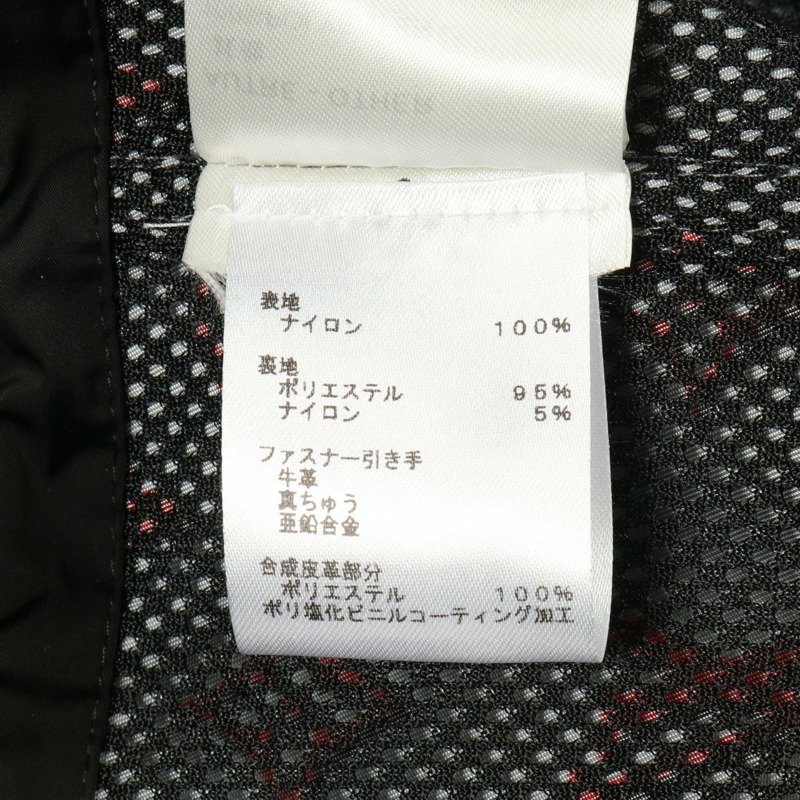 表地
ナイロン 100%
裏地
ポリエステル 95%
ナイロン 5%
ファスナー引き手
牛革
真ちゅう
亜鉛合金
合成皮革部分
ポリエステル 100%
ポリ塩化ビニルコーティング加工
AUTRE OTHER